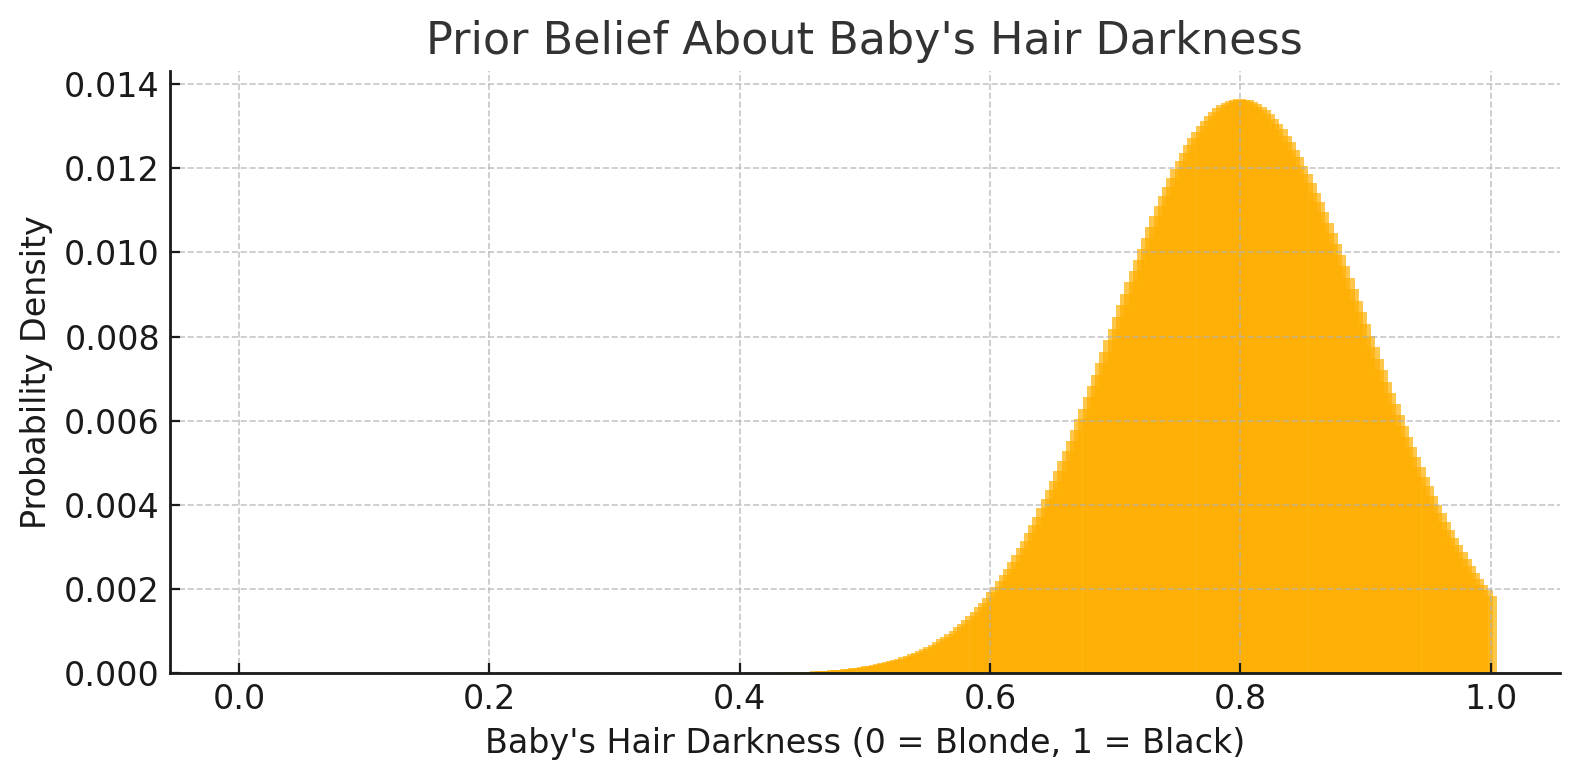 Prior Belief About Baby's Hair Darkness
Probability Density
0.014
0.012
0.010
0.008
0.006
0.004
0.002
0.000
0.0 0.2 0.4 0.6 0.8 1.0
Baby's Hair Darkness (0 = Blonde, 1 = Black)